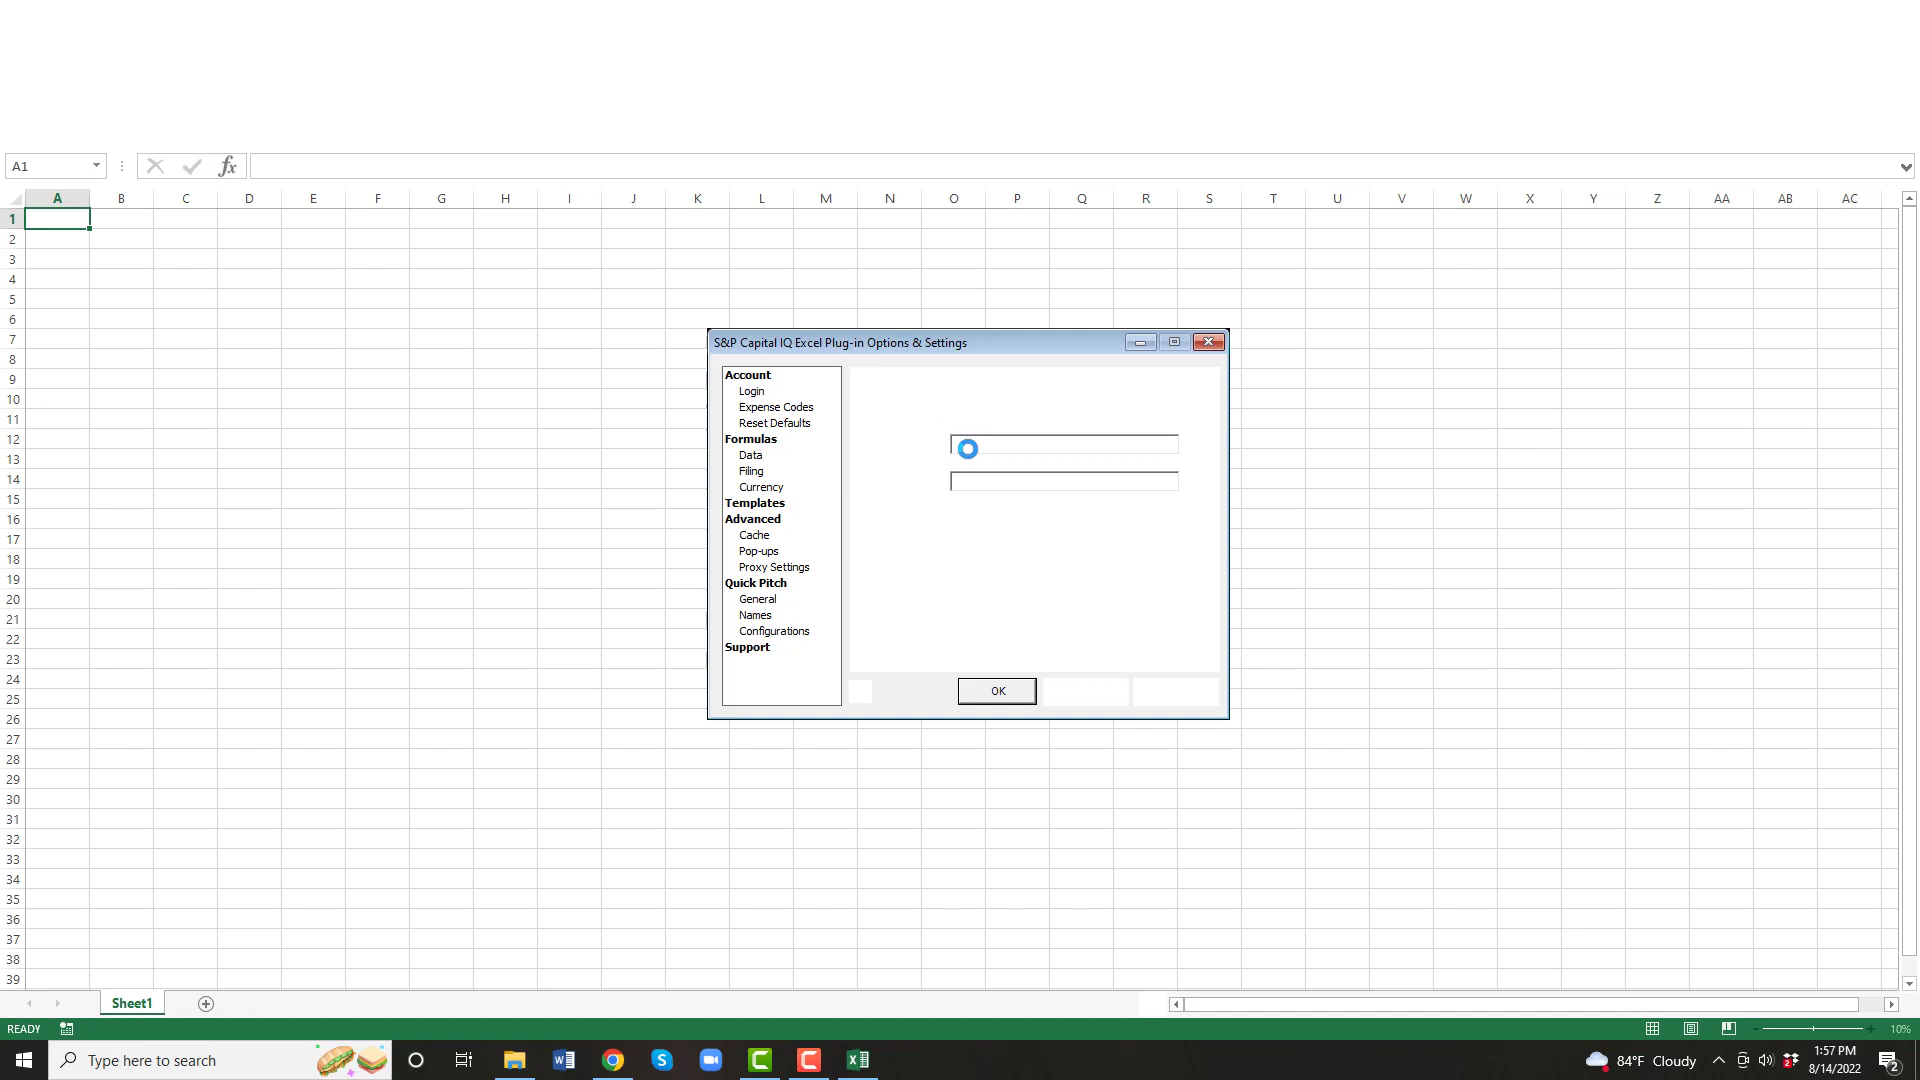 A1
fx
A B C D E F G H I J K L M N O P Q R S T U V W X Y Z AA AB AC
1
2
3
4
5
6
7
8
9
10
11
12
13
14
15
16
17
18
19
20
21
22
23
24
25
26
27
28
29
30
31
32
33
34
35
36
37
38
39
S&P Capital IQ Excel Plug-in Options & Settings
Account
Login
Expense Codes
Reset Defaults
Formulas
Data
Filing
Currency
Templates
Advanced
Cache
Pop-ups
Proxy Settings
Quick Pitch
General
Names
Configurations
Support
OK
Sheet1
READY
10%
Type here to search
84°F Cloudy
1:57 PM
8/14/2022
2